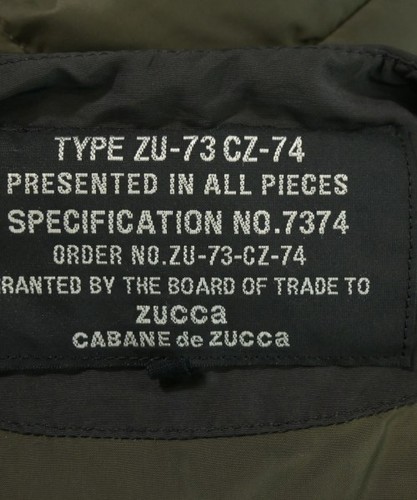 TYPE ZU-73 CZ-74
PRESENTED IN ALL PIECES
SPECIFICATION NO.7374
ORDER NO.ZU-73-CZ-74
RANTED BY THE BOARD OF TRADE TO
zucca
CABANE de zucca